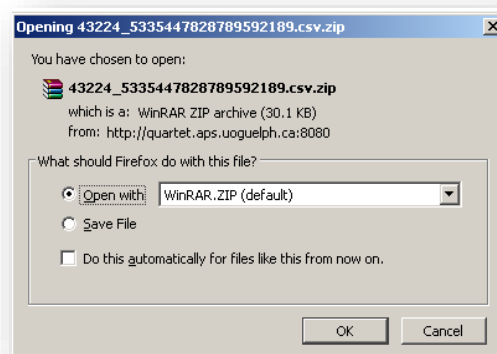 Opening 43224_5335447828789592189.csv.zip
You have chosen to open:
43224_5335447828789592189.csv.zip
which is a: WinRAR ZIP archive (30.1 KB)
from: http://quartet.aps.uoguelph.ca:8080
What should Firefox do with this file?
Open with WinRAR.ZIP (default)
Save File
Do this automatically for files like this from now on.
OK Cancel